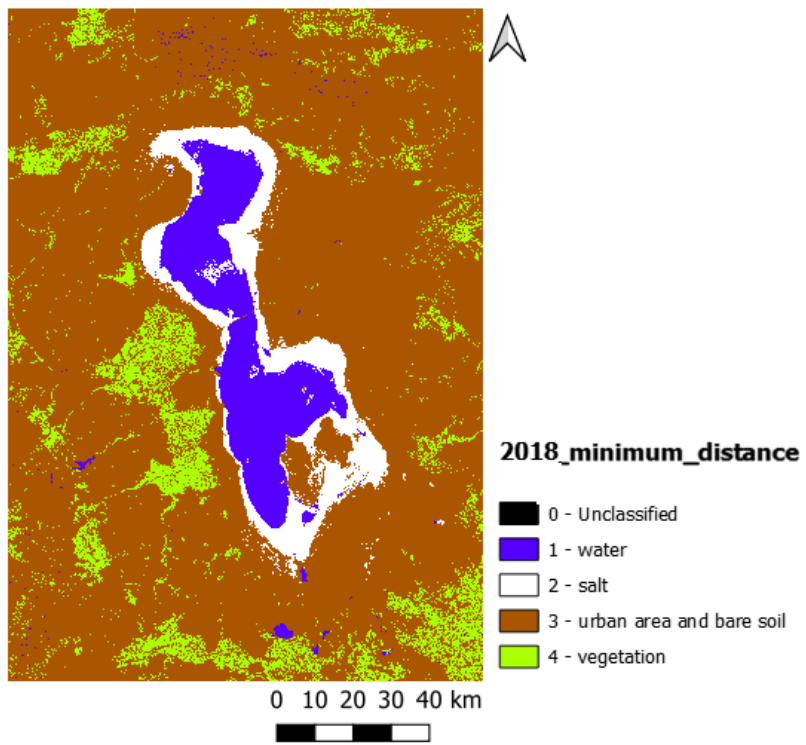 2018_minimum_distance
0 - Unclassified
1 - water
2 - salt
3 - urban area and bare soil
4 - vegetation
0 10 20 30 40 km